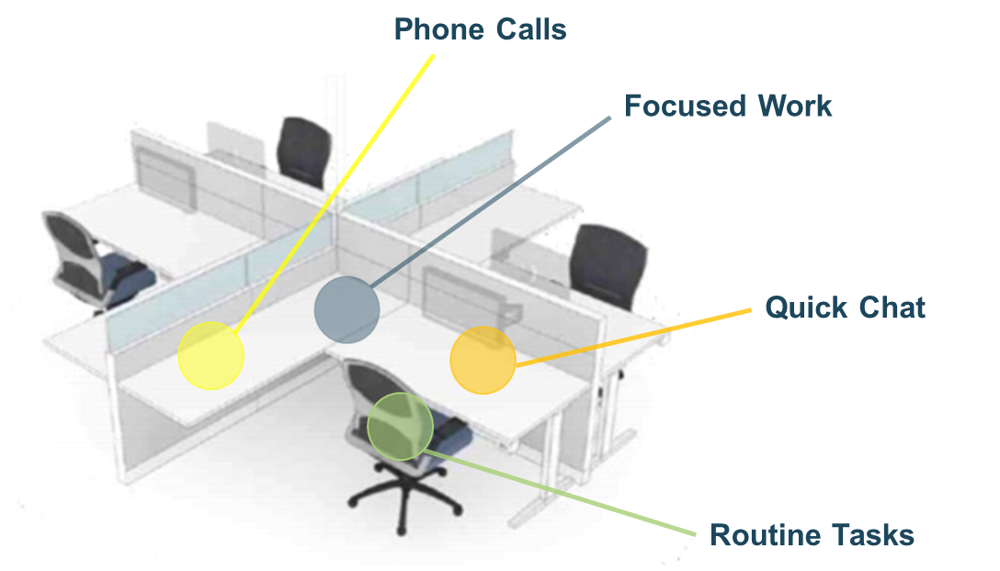 Phone Calls
Focused Work
Quick Chat
Routine Tasks